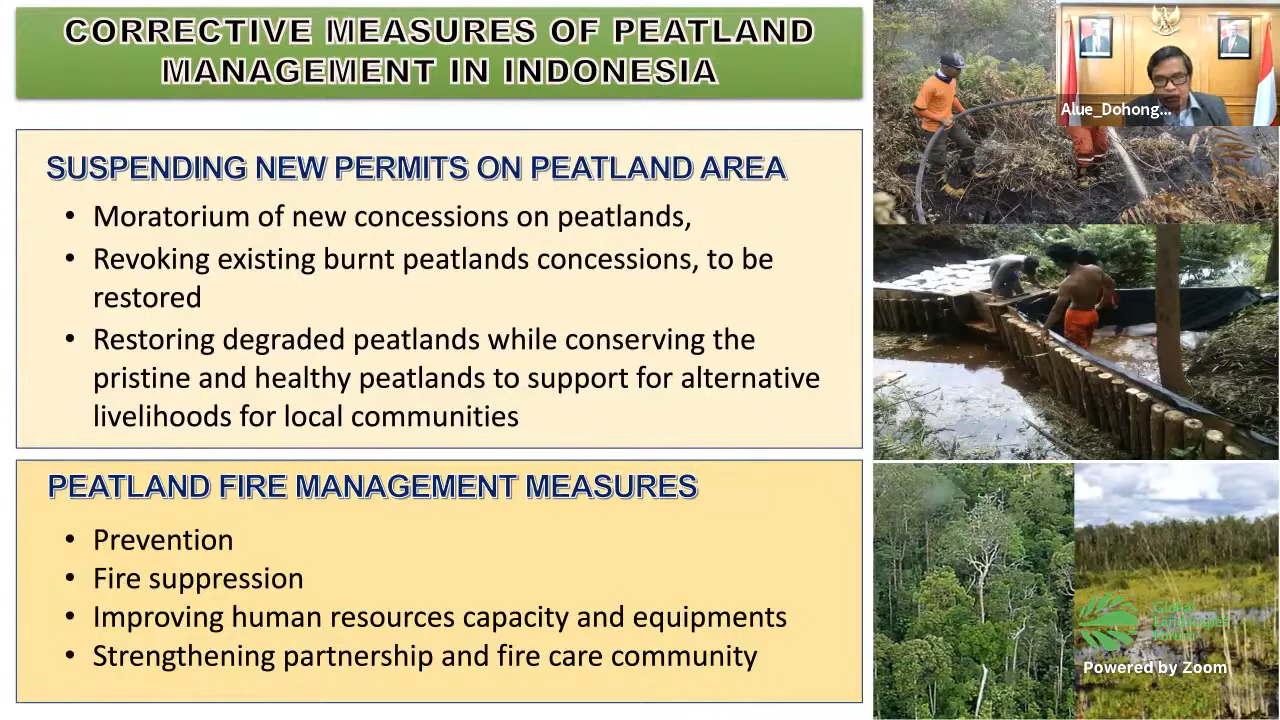 CORRECTIVE MEASURES OF PEATLAND
MANAGEMENT IN INDONESIA
SUSPENDING NEW PERMITS ON PEATLAND AREA
• Moratorium of new concessions on peatlands,
• Revoking existing burnt peatlands concessions, to be
restored
• Restoring degraded peatlands while conserving the
pristine and healthy peatlands to support for alternative
livelihoods for local communities
PEATLAND FIRE MANAGEMENT MEASURES
• Prevention
• Fire suppression
• Improving human resources capacity and equipments
• Strengthening partnership and fire care community
Alue_Dohong...
Global
Landscapes
Forum
Powered by Zoom